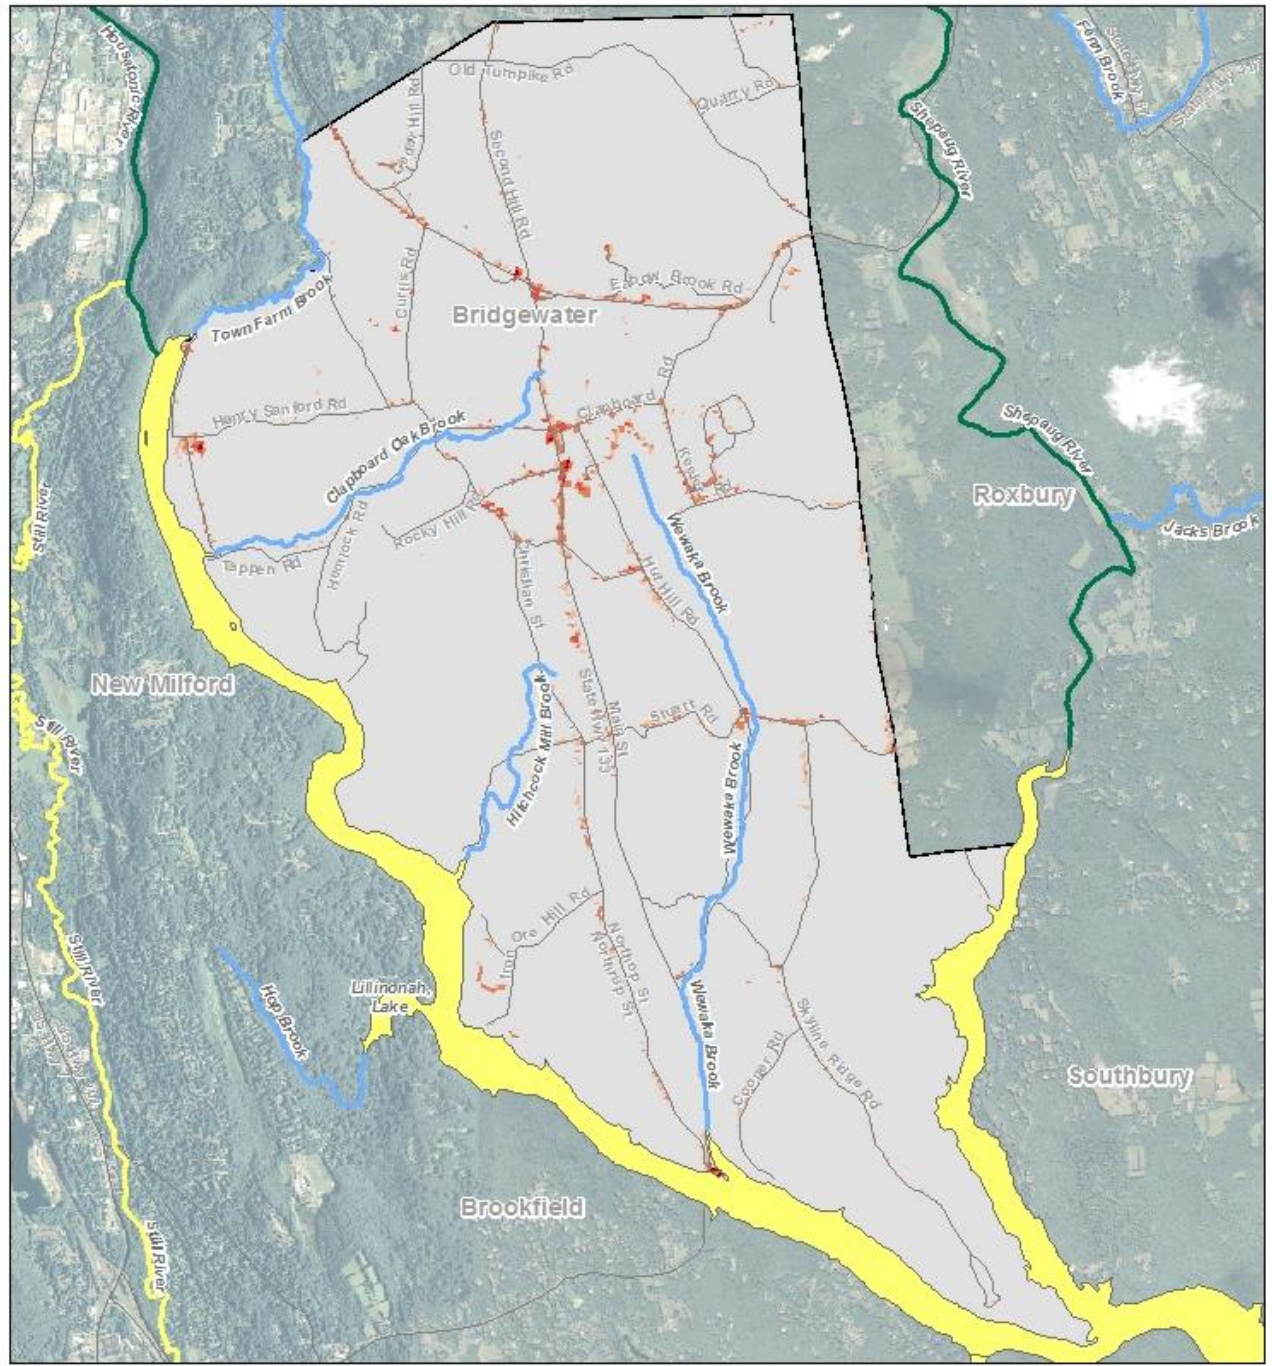 Housatonic River
Fenn Brook
Old Turnpike Rd
Quarry Rd
Second Hill Rd
Shepaug River
Curtis Rd
Town Farm Brook
Bridgewater
Henry Sanford Rd
Clapboard Oak Brook
Clapboard
Rd
Shepaug River
Roxbury
Jacks Brook
Still River
Rocky Hill Rd
Hemlock Rd
Tappen Rd
Christian St
Hut Hill Rd
Wewaka Brook
New Milford
Still River
Hitchcock Mill Brook
State Hwy 133
Main St
Stuart Rd
Wewaka Brook
Iron Ore Hill Rd
Northrop St
Northrop St
Still River
Hop Brook
Lillinonah,
Lake
Wewaka Brook
Skyline Ridge Rd
Southbury
Brookfield
Still River